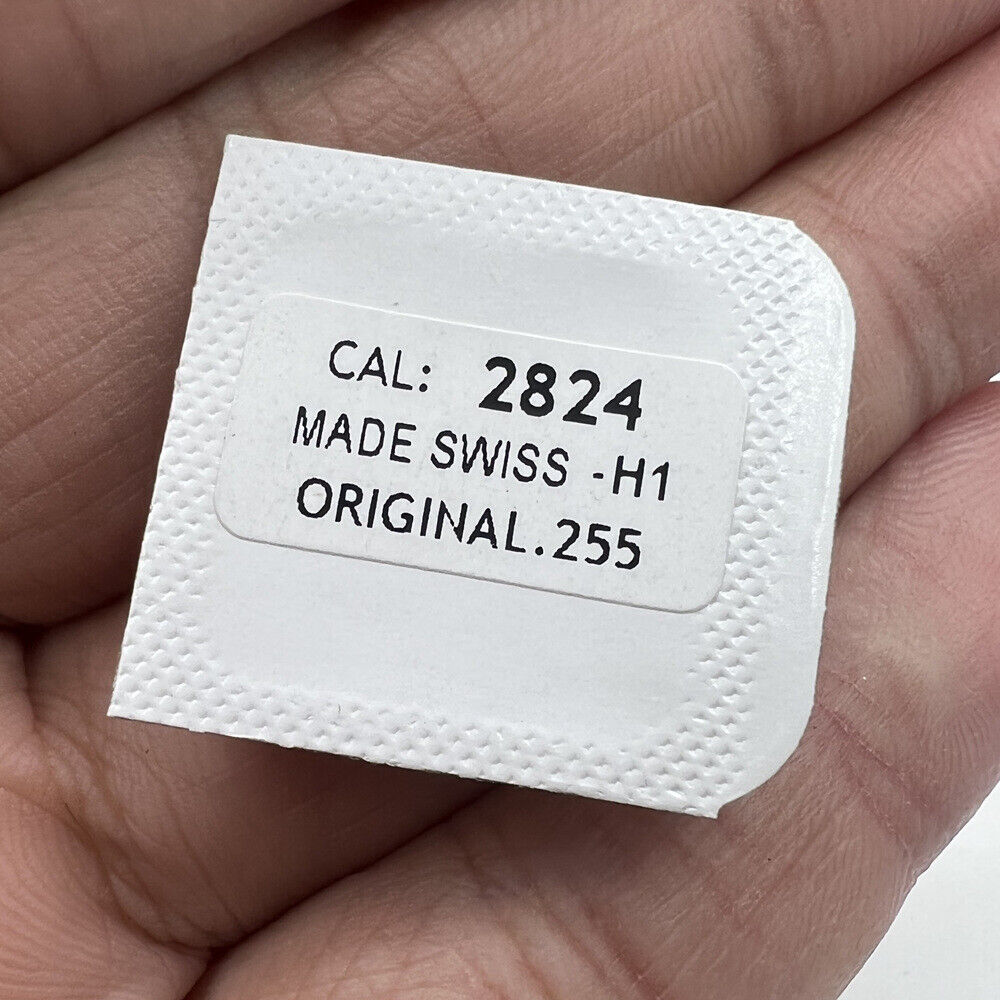 CAL: 2824
MADE SWISS -H1
ORIGINAL.255